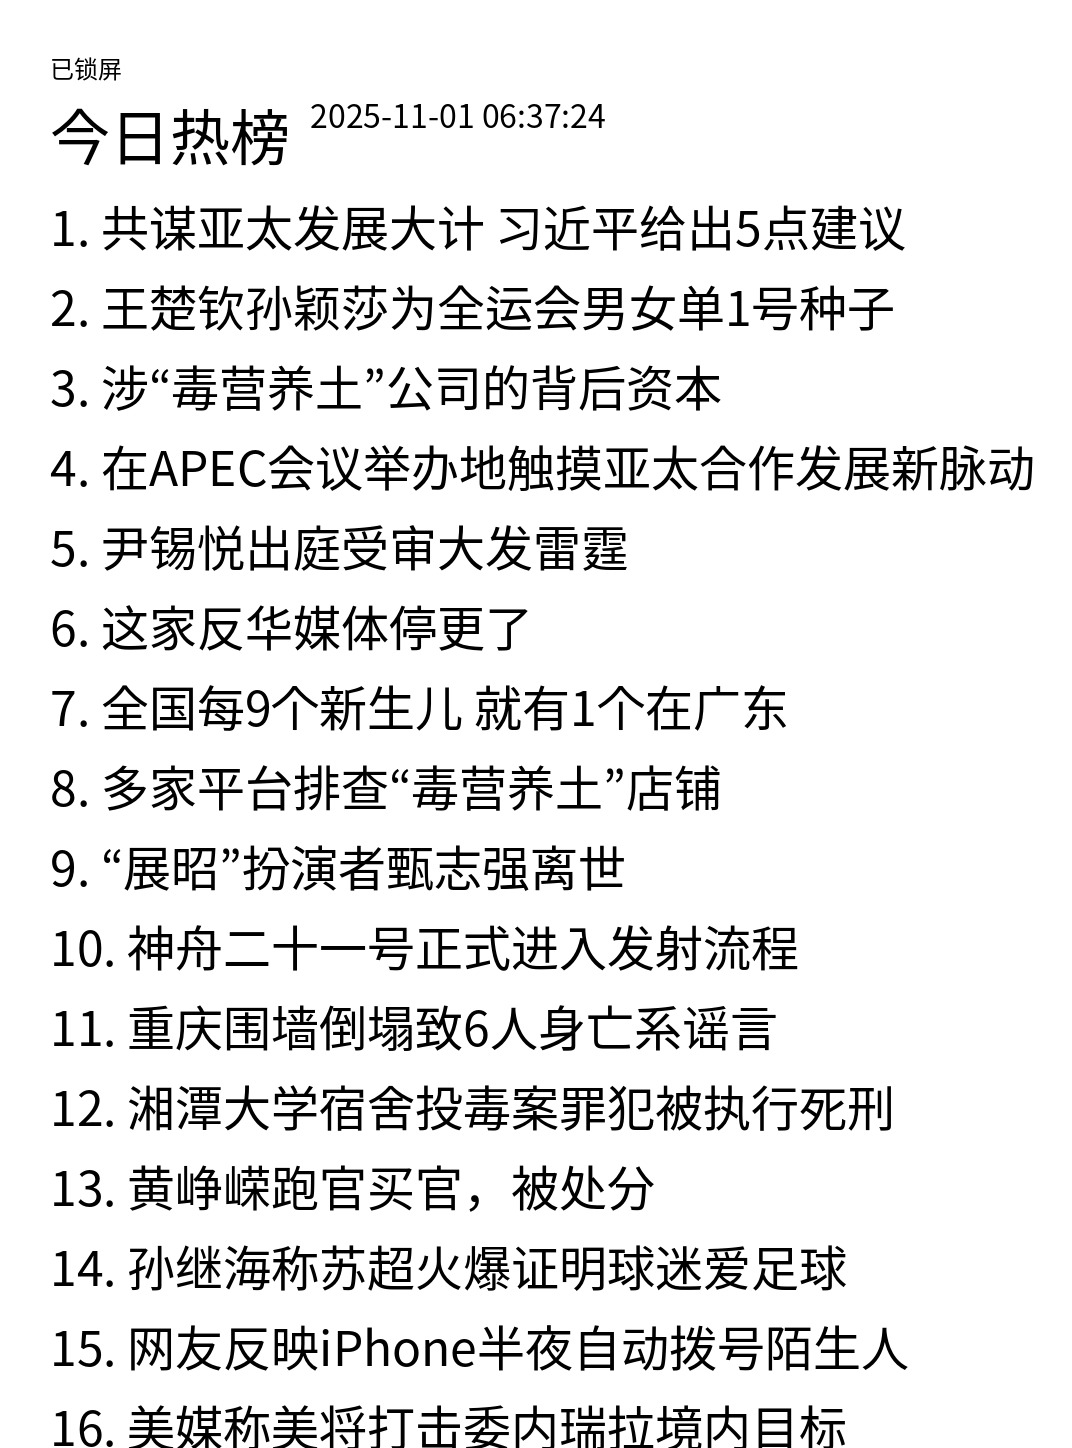 已锁屏
今日热榜 2025-11-01 06:37:24
1. 共谋亚太发展大计 习近平给出5点建议
2. 王楚钦孙颖莎为全运会男女单1号种子
3. 涉“毒营养土”公司的背后资本
4. 在APEC会议举办地触摸亚太合作发展新脉动
5. 尹锡悦出庭受审大发雷霆
6. 这家反华媒体停更了
7. 全国每9个新生儿 就有1个在广东
8. 多家平台排查“毒营养土”店铺
9. “展昭”扮演者甄志强离世
10. 神舟二十一号正式进入发射流程
11. 重庆围墙倒塌致6人身亡系谣言
12. 湘潭大学宿舍投毒案罪犯被执行死刑
13. 黄峥嵘跑官买官，被处分
14. 孙继海称苏超火爆证明球迷爱足球
15. 网友反映iPhone半夜自动拨号陌生人
16. 美媒称美将打击委内瑞拉境内目标